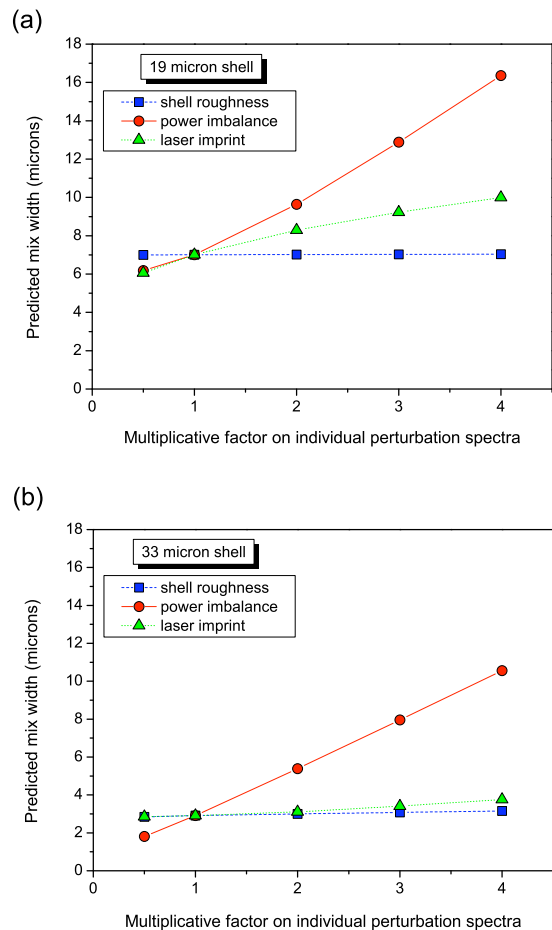 (a)
18
16
14
12
10
8
6
4
2
0
Predicted mix width (microns)
19 micron shell
shell roughness
power imbalance
laser imprint
0 1 2 3 4
Multiplicative factor on individual perturbation spectra
(b)
18
16
14
12
10
8
6
4
2
0
Predicted mix width (microns)
33 micron shell
shell roughness
power imbalance
laser imprint
0 1 2 3 4
Multiplicative factor on individual perturbation spectra